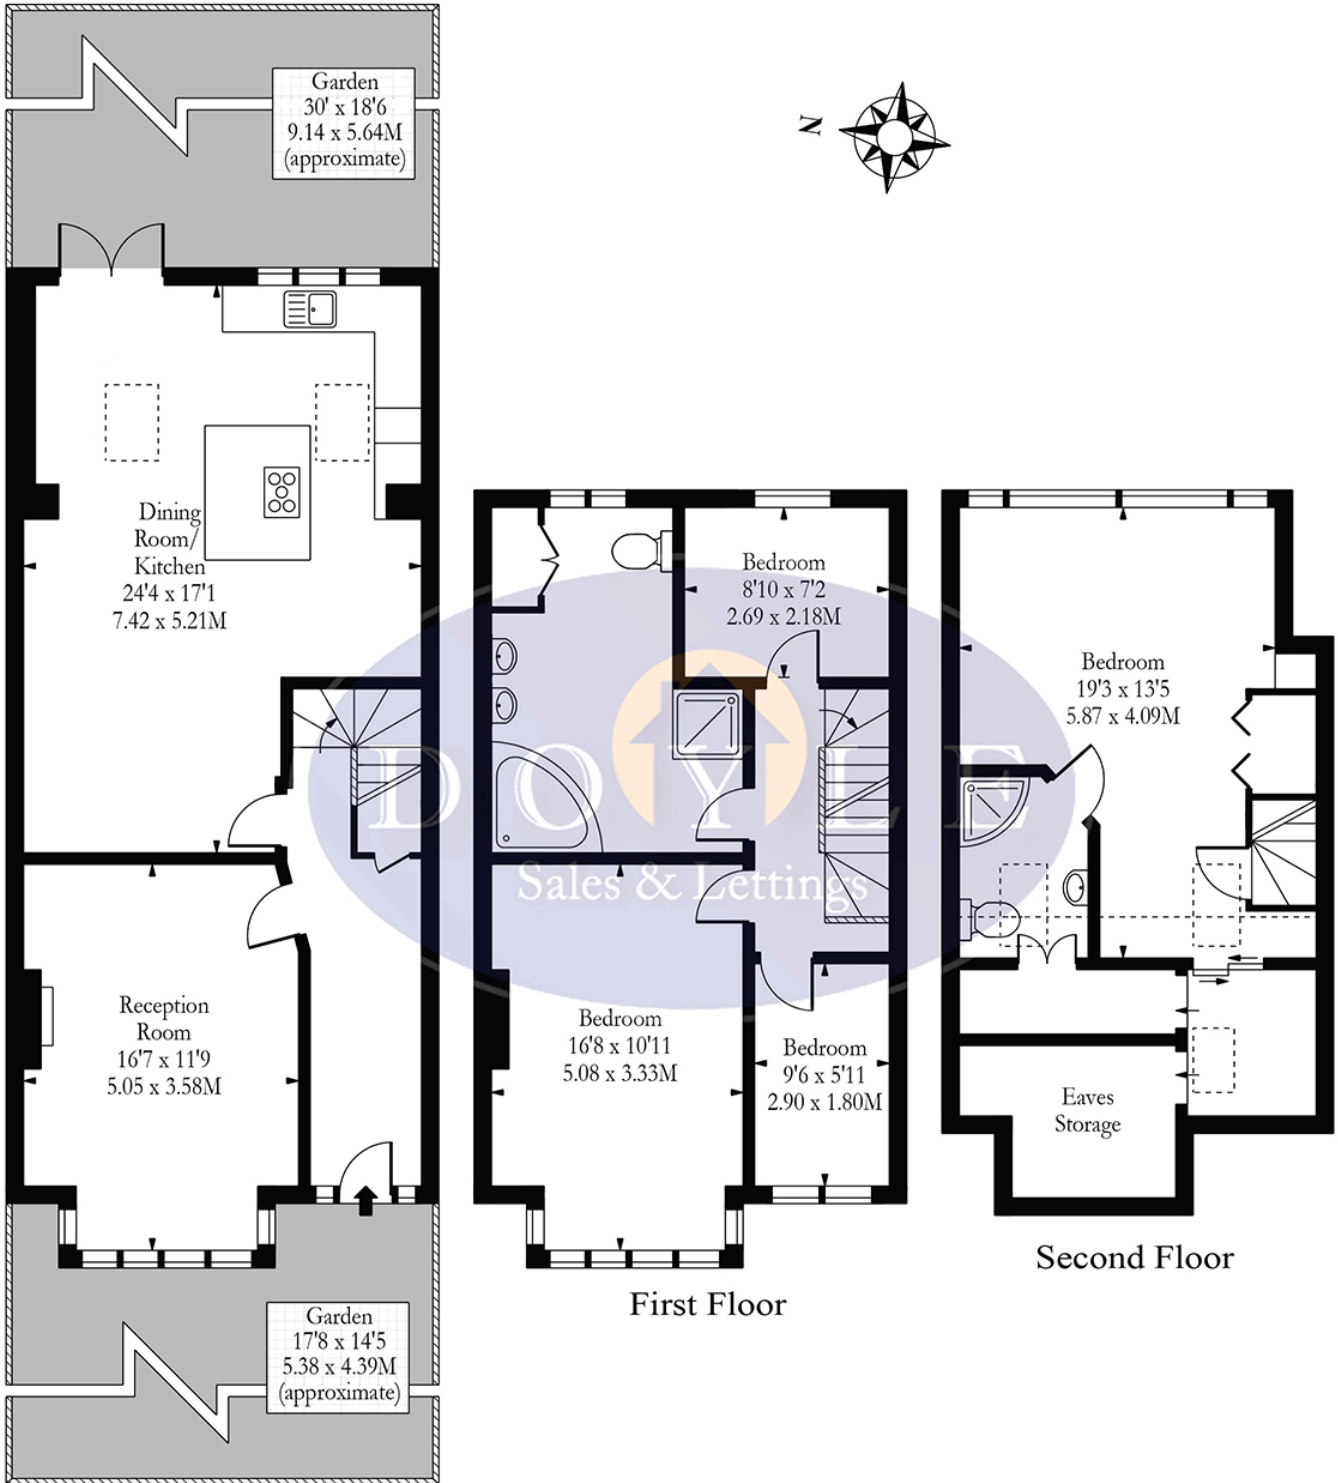 Garden
30' x 18'6
9.14 x 5.64M
(approximate)
N
Dining
Room/
Kitchen
24'4 x 17'1
7.42 x 5.21M
Reception
Room
16'7 x 11'9
5.05 x 3.58M
Garden
17'8 x 14'5
5.38 x 4.39M
(approximate)
Bedroom
8'10 x 7'2
2.69 x 2.18M
DOYLE
Sales & Lettings
Bedroom
16'8 x 10'11
5.08 x 3.33M
Bedroom
9'6 x 5'11
2.90 x 1.80M
First Floor
Bedroom
19'3 x 13'5
5.87 x 4.09M
Eaves
Storage
Second Floor